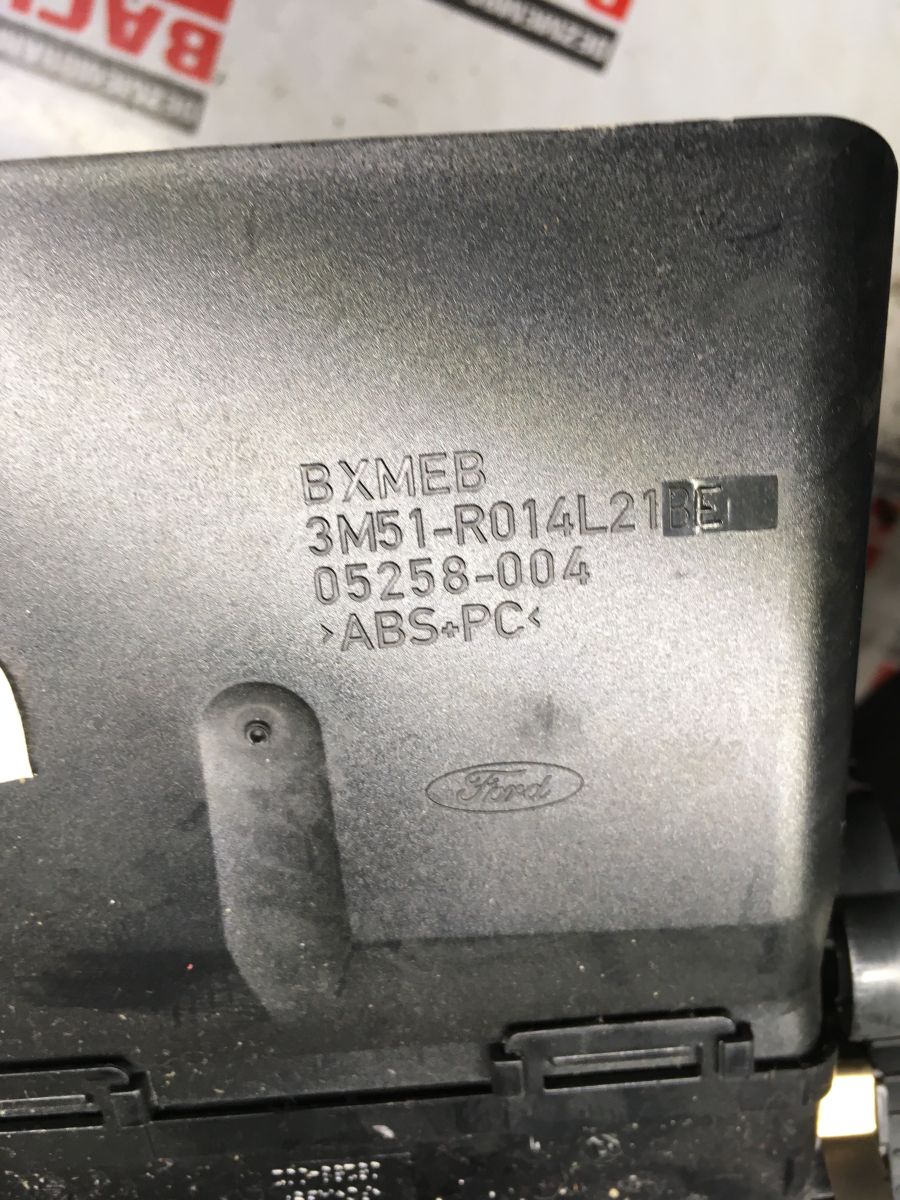 BXMEB
3M51-R014L21BE
05258-004
>ABS+PC<
Ford